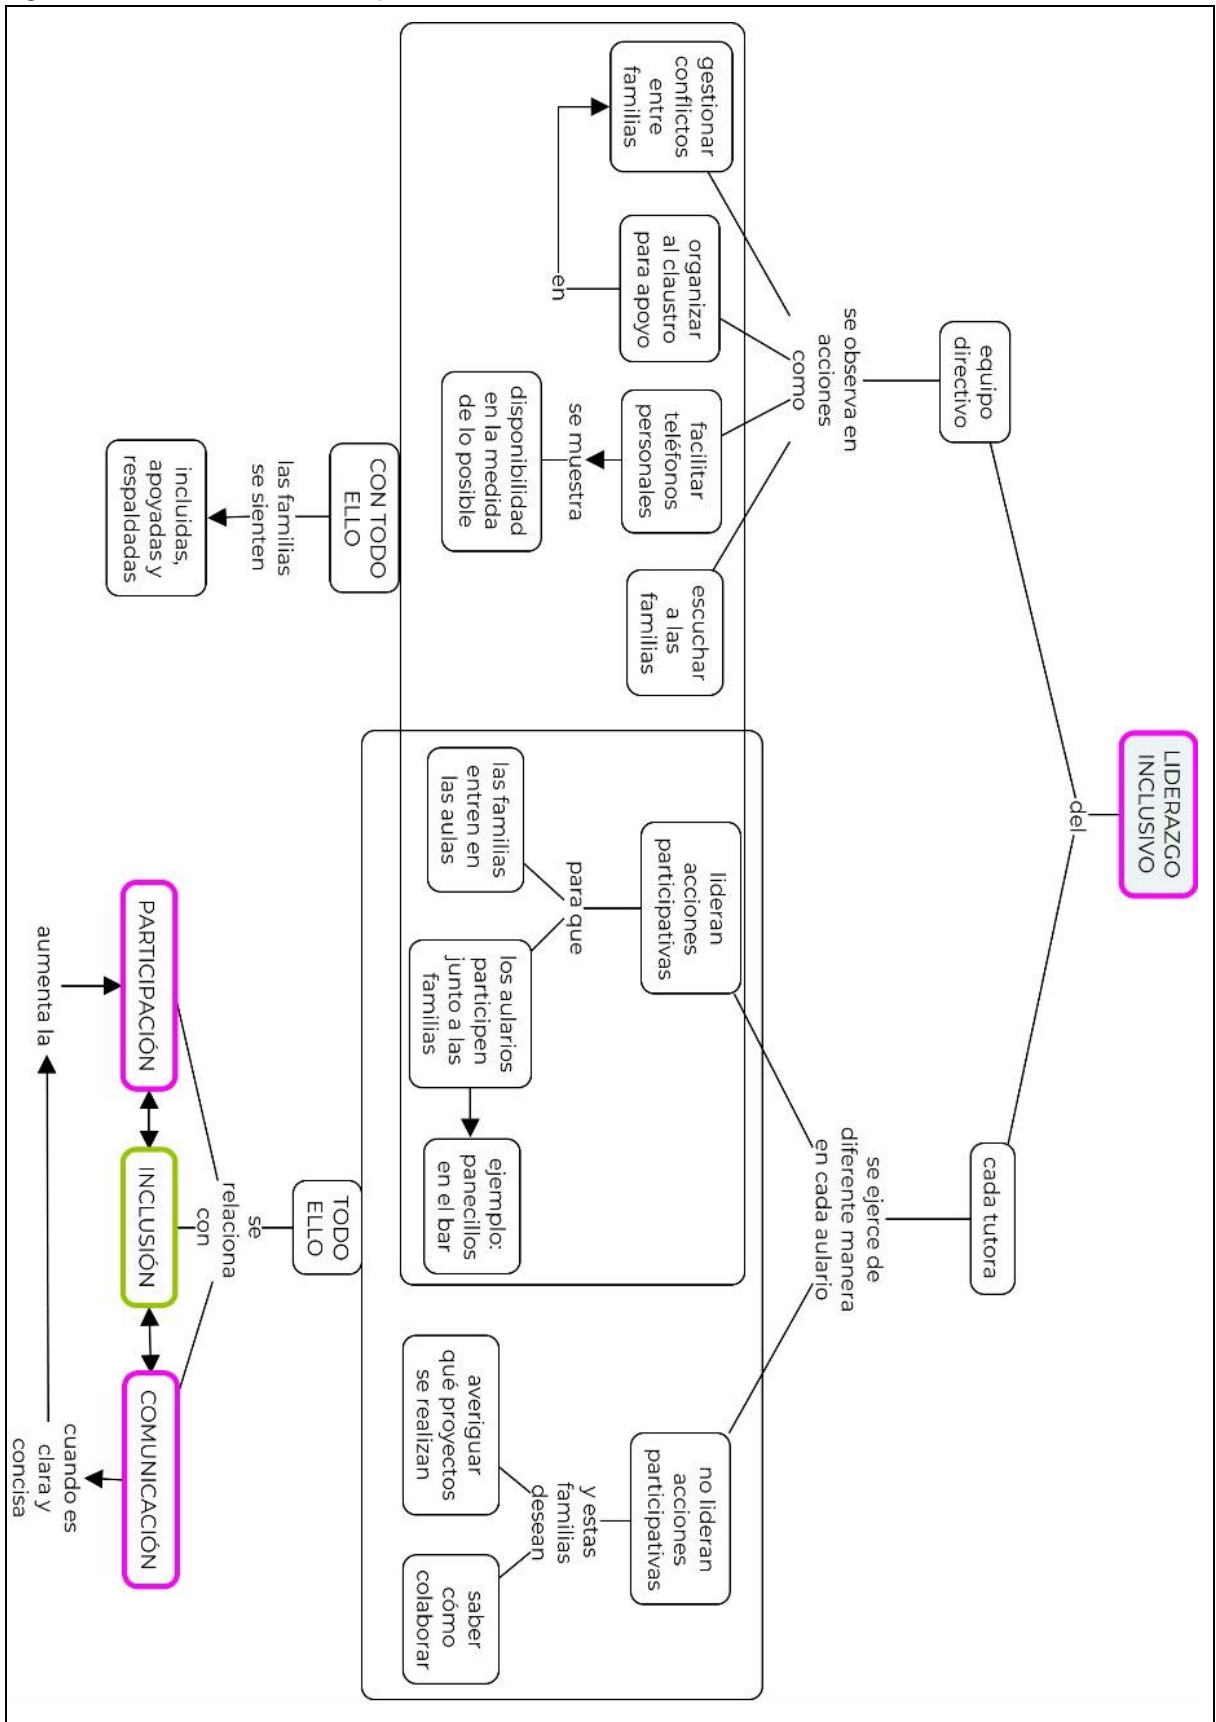 LIDERAZGO
INCLUSIVO
del
equipo
directivo
se observa en
acciones
como
gestionar
conflictos
entre
familias
organizar
al claustro
para apoyo
en
facilitar
teléfonos
personales
se muestra
disponibilidad
en la medida
de lo posible
escuchar
a las
familias
CON TODO
ELLO
las familias
se sienten
incluidas,
apoyadas y
respaldadas
cada tutora
se ejerce de
diferente manera
en cada aulario
lideran
acciones
participativas
para que
las familias
entren en
las aulas
los aularios
participen
junto a las
familias
ejemplo:
panecillos
en el bar
no lideran
acciones
participativas
y estas
familias
desean
averiguar
qué proyectos
se realizan
saber
cómo
colaborar
TODO
ELLO
se
relaciona
con
PARTICIPACIÓN
INCLUSIÓN
COMUNICACIÓN
cuando es
clara y
concisa
aumenta la